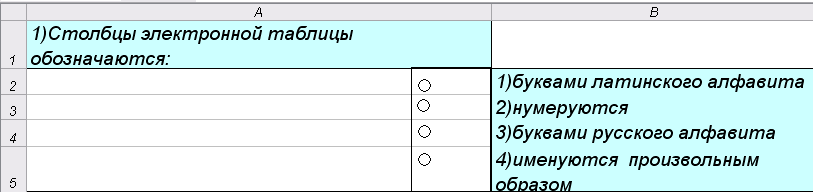 A B
1 1)Столбцы электронной таблицы
обозначаются:
2 1)буквами латинского алфавита
3 2)нумеруются
4 3)буквами русского алфавита
4)именуются произвольным
5 образом